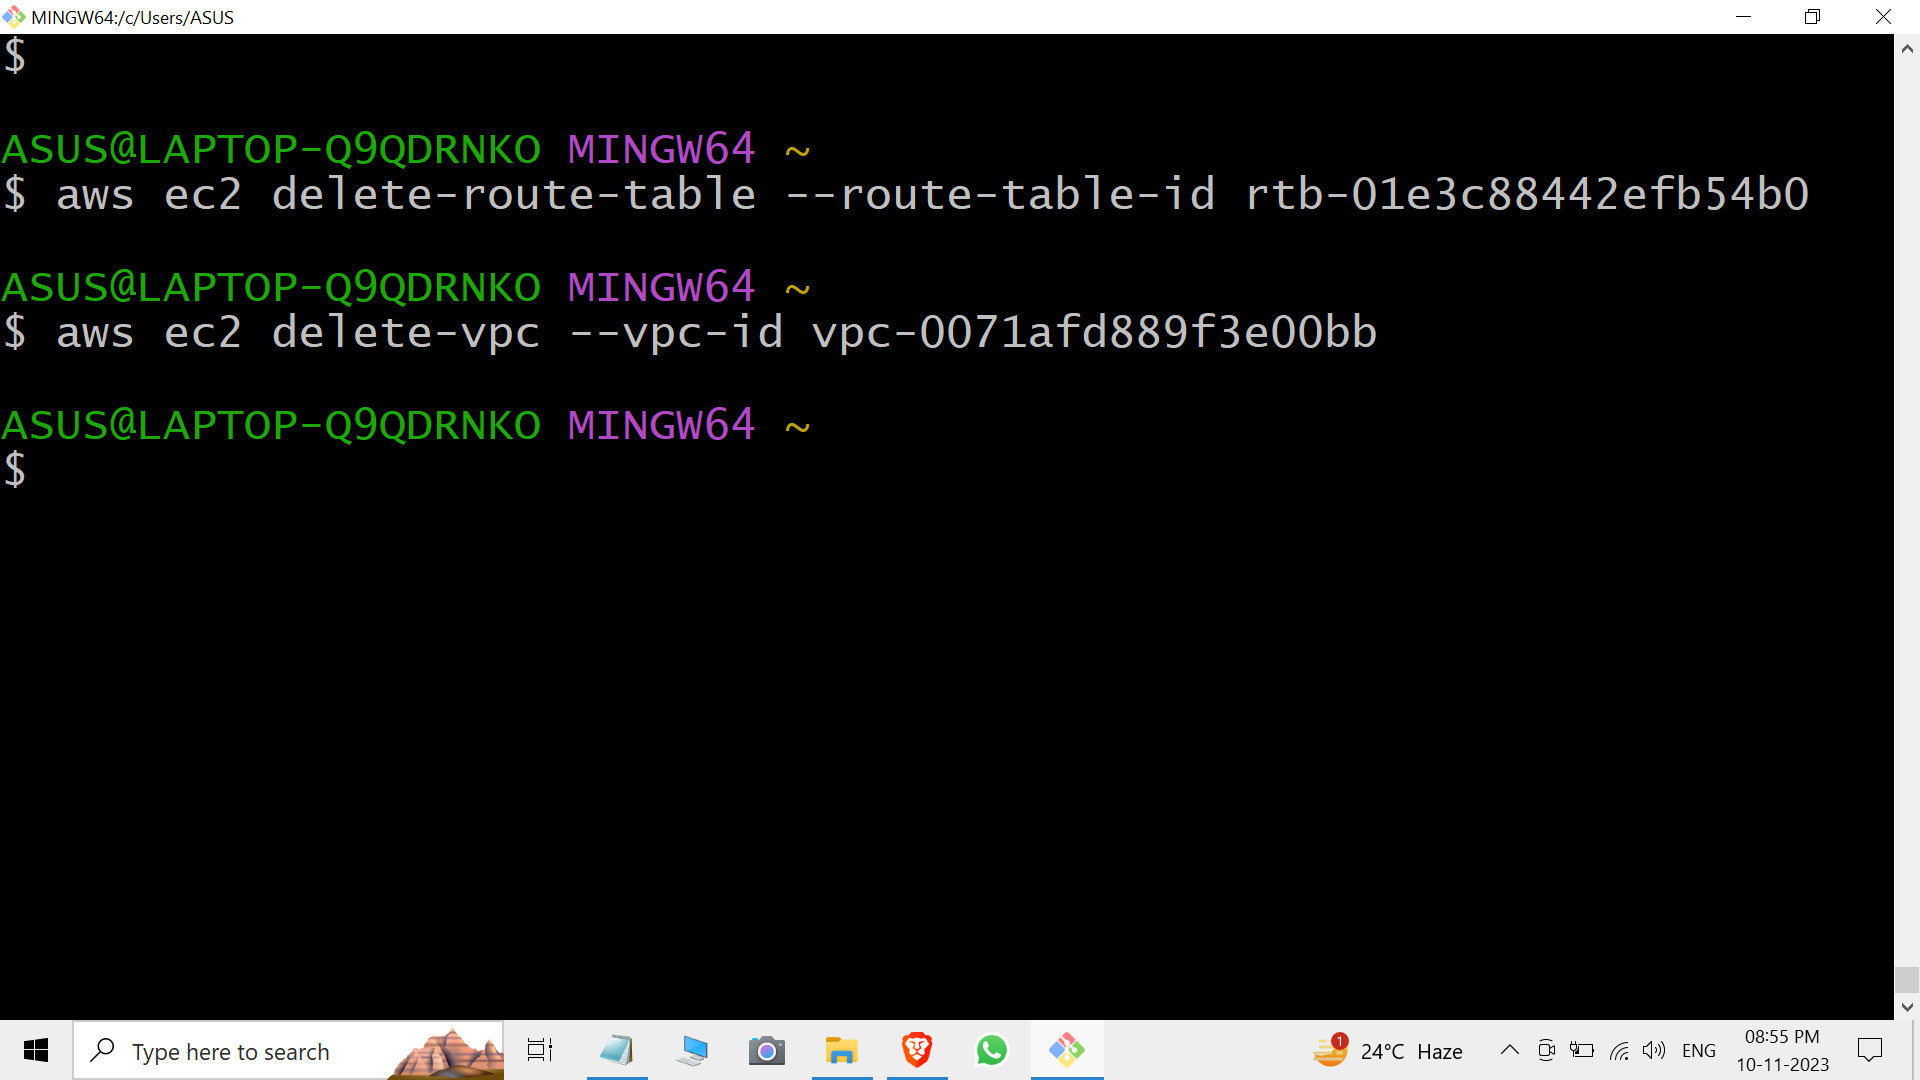 MINGW64:/c/Users/ASUS
$
ASUS@LAPTOP-Q9QDRNKO MINGW64 ~
$ aws ec2 delete-route-table --route-table-id rtb-01e3c88442efb54b0
ASUS@LAPTOP-Q9QDRNKO MINGW64 ~
$ aws ec2 delete-vpc --vpc-id vpc-0071afd889f3e00bb
ASUS@LAPTOP-Q9QDRNKO MINGW64 ~
$
Type here to search
1
24°C Haze
ENG
08:55 PM
10-11-2023